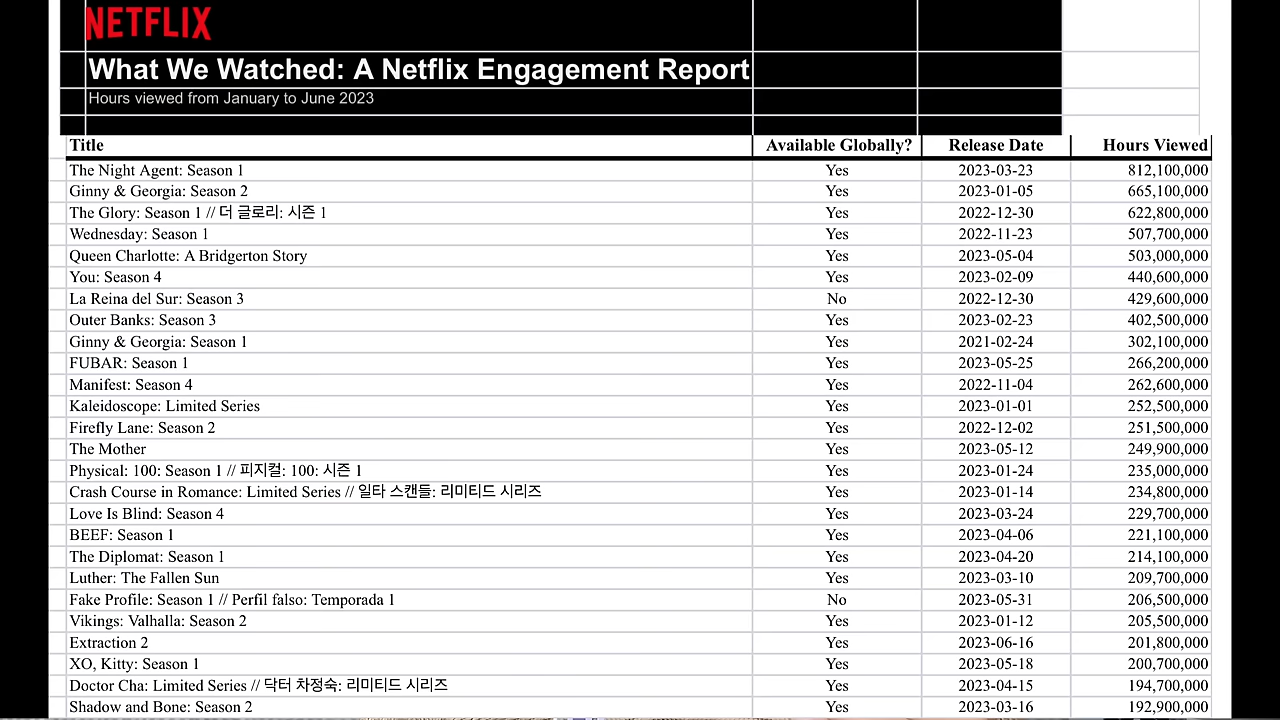 NETFLIX
What We Watched: A Netflix Engagement Report
Hours viewed from January to June 2023
Title Available Globally? Release Date Hours Viewed
The Night Agent: Season 1 Yes 2023-03-23 812,100,000
Ginny & Georgia: Season 2 Yes 2023-01-05 665,100,000
The Glory: Season 1 // 더 글로리: 시즌 1 Yes 2022-12-30 622,800,000
Wednesday: Season 1 Yes 2022-11-23 507,700,000
Queen Charlotte: A Bridgerton Story Yes 2023-05-04 503,000,000
You: Season 4 Yes 2023-02-09 440,600,000
La Reina del Sur: Season 3 No 2022-12-30 429,600,000
Outer Banks: Season 3 Yes 2023-02-23 402,500,000
Ginny & Georgia: Season 1 Yes 2021-02-24 302,100,000
FUBAR: Season 1 Yes 2023-05-25 266,200,000
Manifest: Season 4 Yes 2022-11-04 262,600,000
Kaleidoscope: Limited Series Yes 2023-01-01 252,500,000
Firefly Lane: Season 2 Yes 2022-12-02 251,500,000
The Mother Yes 2023-05-12 249,900,000
Physical: 100: Season 1 // 피지컬: 100: 시즌 1 Yes 2023-01-24 235,000,000
Crash Course in Romance: Limited Series // 일타 스캔들: 리미티드 시리즈 Yes 2023-01-14 234,800,000
Love Is Blind: Season 4 Yes 2023-03-24 229,700,000
BEEF: Season 1 Yes 2023-04-06 221,100,000
The Diplomat: Season 1 Yes 2023-04-20 214,100,000
Luther: The Fallen Sun Yes 2023-03-10 209,700,000
Fake Profile: Season 1 // Perfil falso: Temporada 1 No 2023-05-31 206,500,000
Vikings: Valhalla: Season 2 Yes 2023-01-12 205,500,000
Extraction 2 Yes 2023-06-16 201,800,000
XO, Kitty: Season 1 Yes 2023-05-18 200,700,000
Doctor Cha: Limited Series // 닥터 차정숙: 리미티드 시리즈 Yes 2023-04-15 194,700,000
Shadow and Bone: Season 2 Yes 2023-03-16 192,900,000